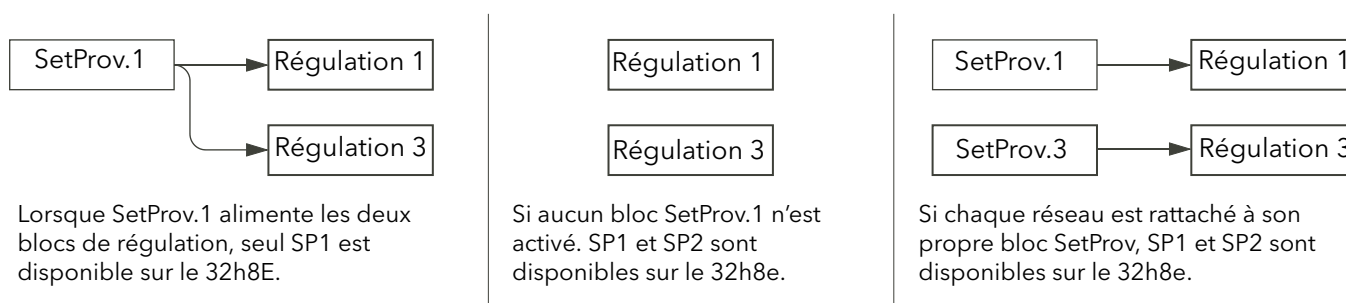 SetProv.1
Régulation 1
Régulation 3
Lorsque SetProv.1 alimente les deux
blocs de régulation, seul SP1 est
disponible sur le 32h8E.
Régulation 1
Régulation 3
Si aucun bloc SetProv.1 n'est
activé. SP1 et SP2 sont
disponibles sur le 32h8e.
SetProv.1
Régulation 1
SetProv.3
Régulation 3
Si chaque réseau est rattaché à son
propre bloc SetProv, SP1 et SP2 sont
disponibles sur le 32h8e.